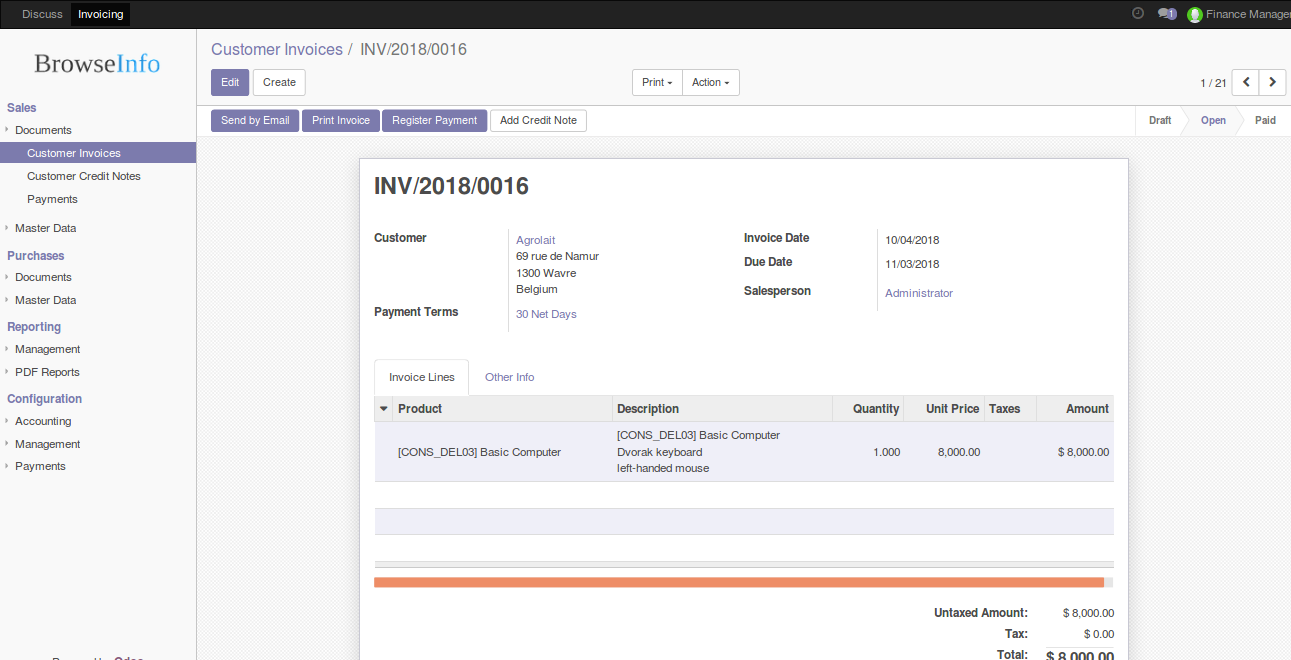 Discuss Invoicing 1 Finance Manager
BrowseInfo
Sales
Documents
Customer Invoices
Customer Credit Notes
Payments
Master Data
Purchases
Documents
Master Data
Reporting
Management
PDF Reports
Configuration
Accounting
Management
Payments
Customer Invoices / INV/2018/0016
Edit Create Print Action 1 / 21
Send by Email Print Invoice Register Payment Add Credit Note Draft Open Paid
INV/2018/0016
Customer
Agrolait
69 rue de Namur
1300 Wavre
Belgium
Payment Terms 30 Net Days
Invoice Date 10/04/2018
Due Date 11/03/2018
Salesperson Administrator
Invoice Lines Other Info
Product Description Quantity Unit Price Taxes Amount
[CONS_DEL03] Basic Computer
[CONS_DEL03] Basic Computer
Dvorak keyboard
left-handed mouse
1.000 8,000.00 $ 8,000.00
Untaxed Amount: $ 8,000.00
Tax: $ 0.00
Total: $ 8,000.00